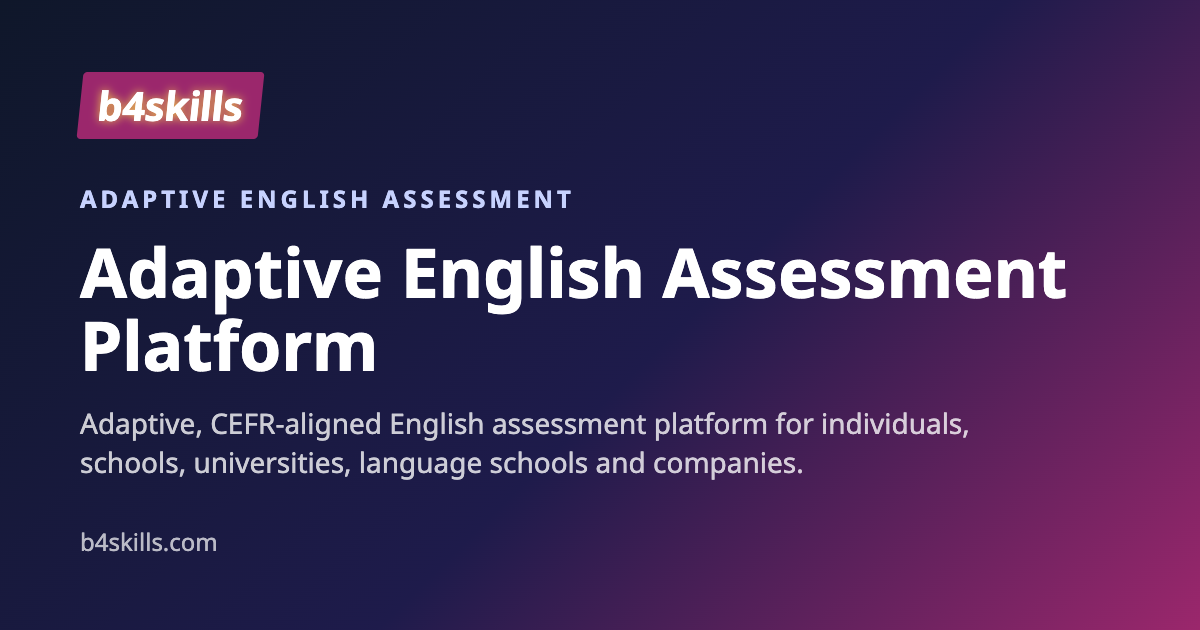 b4skills
ADAPTIVE ENGLISH ASSESSMENT
Adaptive English Assessment
Platform
Adaptive, CEFR-aligned English assessment platform for individuals,
schools, universities, language schools and companies.
b4skills.com